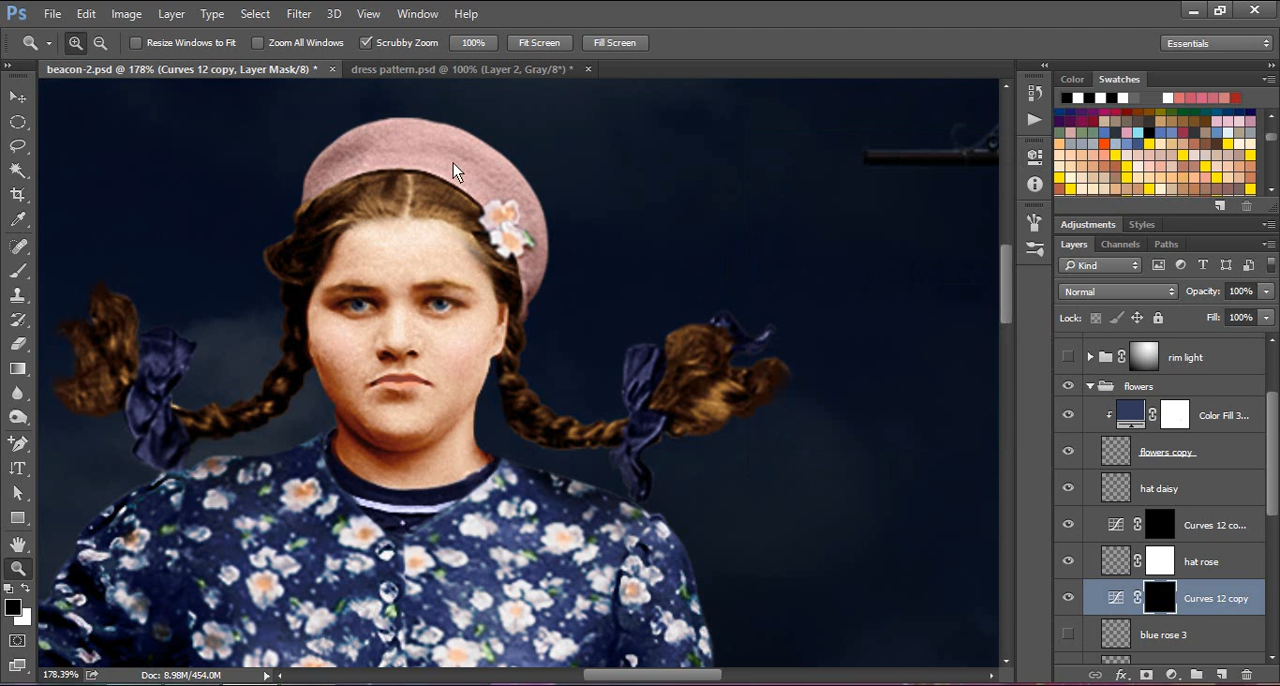 Ps File Edit Image Layer Type Select Filter 3D View Window Help
Resize Windows to Fit Zoom All Windows Scrubby Zoom 100% Fit Screen Fill Screen Essentials
beacon-2.psd @ 178% (Curves 12 copy, Layer Mask/8) * × dress pattern.psd @ 100% (Layer 2, Gray/8*) * ×
Color Swatches
Adjustments Styles
Layers Channels Paths
Kind
Normal Opacity: 100%
Lock: Fill: 100%
rim light
flowers
Color Fill 3...
flowers copy
hat daisy
Curves 12 co...
hat rose
Curves 12 copy
blue rose 3
178.39% Doc: 8.98M/454.0M